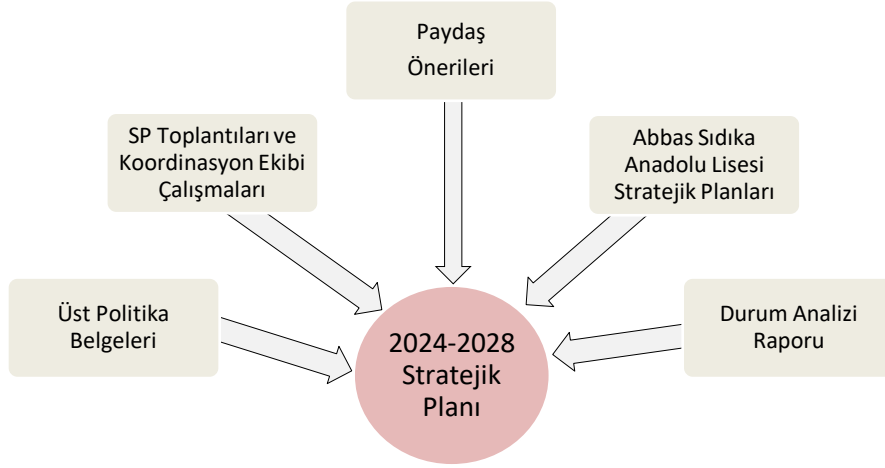 Paydaş
Önerileri
SP Toplantıları ve
Koordinasyon Ekibi
Çalışmaları
Abbas Sıdıka
Anadolu Lisesi
Stratejik Planları
Üst Politika
Belgeleri
Durum Analizi
Raporu
2024-2028
Stratejik
Planı